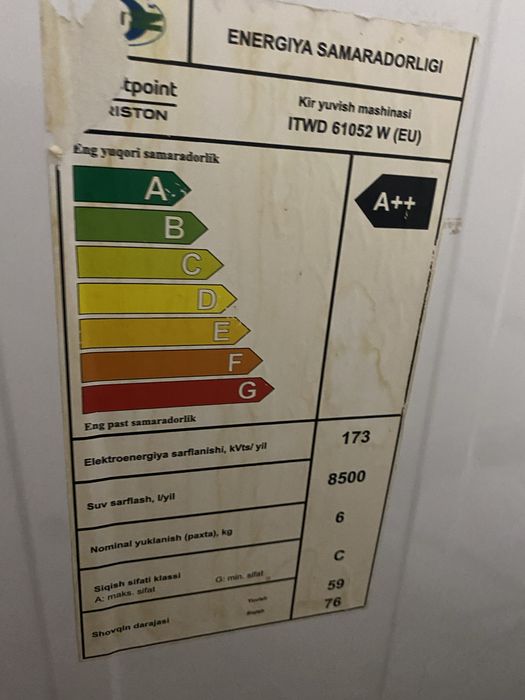 ENERGIYA SAMARADORLIGI
tpoint
RISTON
Kir yuvish mashinasi
ITWD 61052 W (EU)
Eng yuqori samaradorlik
A
B
C
D
E
F
G
A++
Eng past samaradorlik
Elektroenergiya sarflanishi, kVts/ yil 173
Suv sarflash, l/yil 8500
Nominal yuklanish (paxta), kg 6
Siqish sifati klassi C
A: maks. sifat G: min. sifat
Shovqin darajasi
Yuvish 59
76